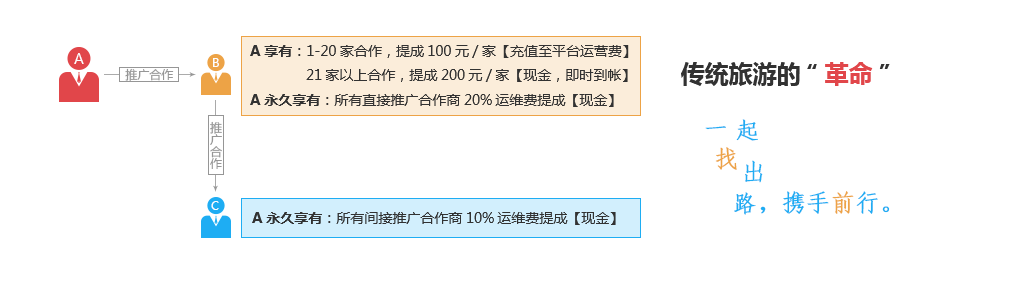 A
推广合作
B
A 享有：1-20 家合作，提成 100 元 / 家【充值至平台运营费】
21 家以上合作，提成 200 元 / 家【现金，即时到帐】
A 永久享有：所有直接推广合作商 20% 运维费提成【现金】
推广合作
C
A 永久享有：所有间接推广合作商 10% 运维费提成【现金】
传统旅游的 “ 革命 ”
一起
找
出
路，携手前行。